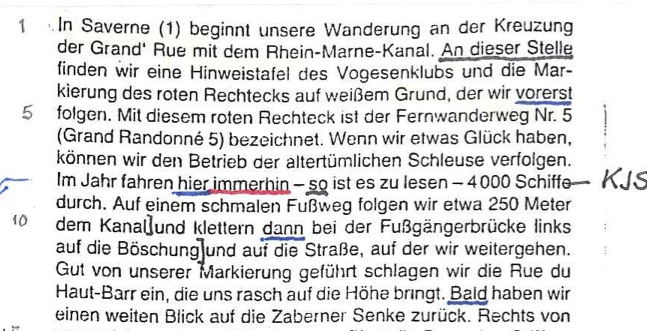 1 In Saverne (1) beginnt unsere Wanderung an der Kreuzung
der Grand' Rue mit dem Rhein-Marne-Kanal. An dieser Stelle
finden wir eine Hinweistafel des Vogesenklubs und die Mar-
kierung des roten Rechtecks auf weißem Grund, der wir vorerst
5 folgen. Mit diesem roten Rechteck ist der Fernwanderweg Nr. 5
(Grand Randonné 5) bezeichnet. Wenn wir etwas Glück haben,
können wir den Betrieb der altertümlichen Schleuse verfolgen.
Im Jahr fahren hier immerhin – so ist es zu lesen – 4000 Schiffe KJS
durch. Auf einem schmalen Fußweg folgen wir etwa 250 Meter
10 dem Kanal]und klettern dann bei der Fußgängerbrücke links
auf die Böschung]und auf die Straße, auf der wir weitergehen.
Gut von unserer Markierung geführt schlagen wir die Rue du
Haut-Barr ein, die uns rasch auf die Höhe bringt. Bald haben wir
einen weiten Blick auf die Zaberner Senke zurück. Rechts von